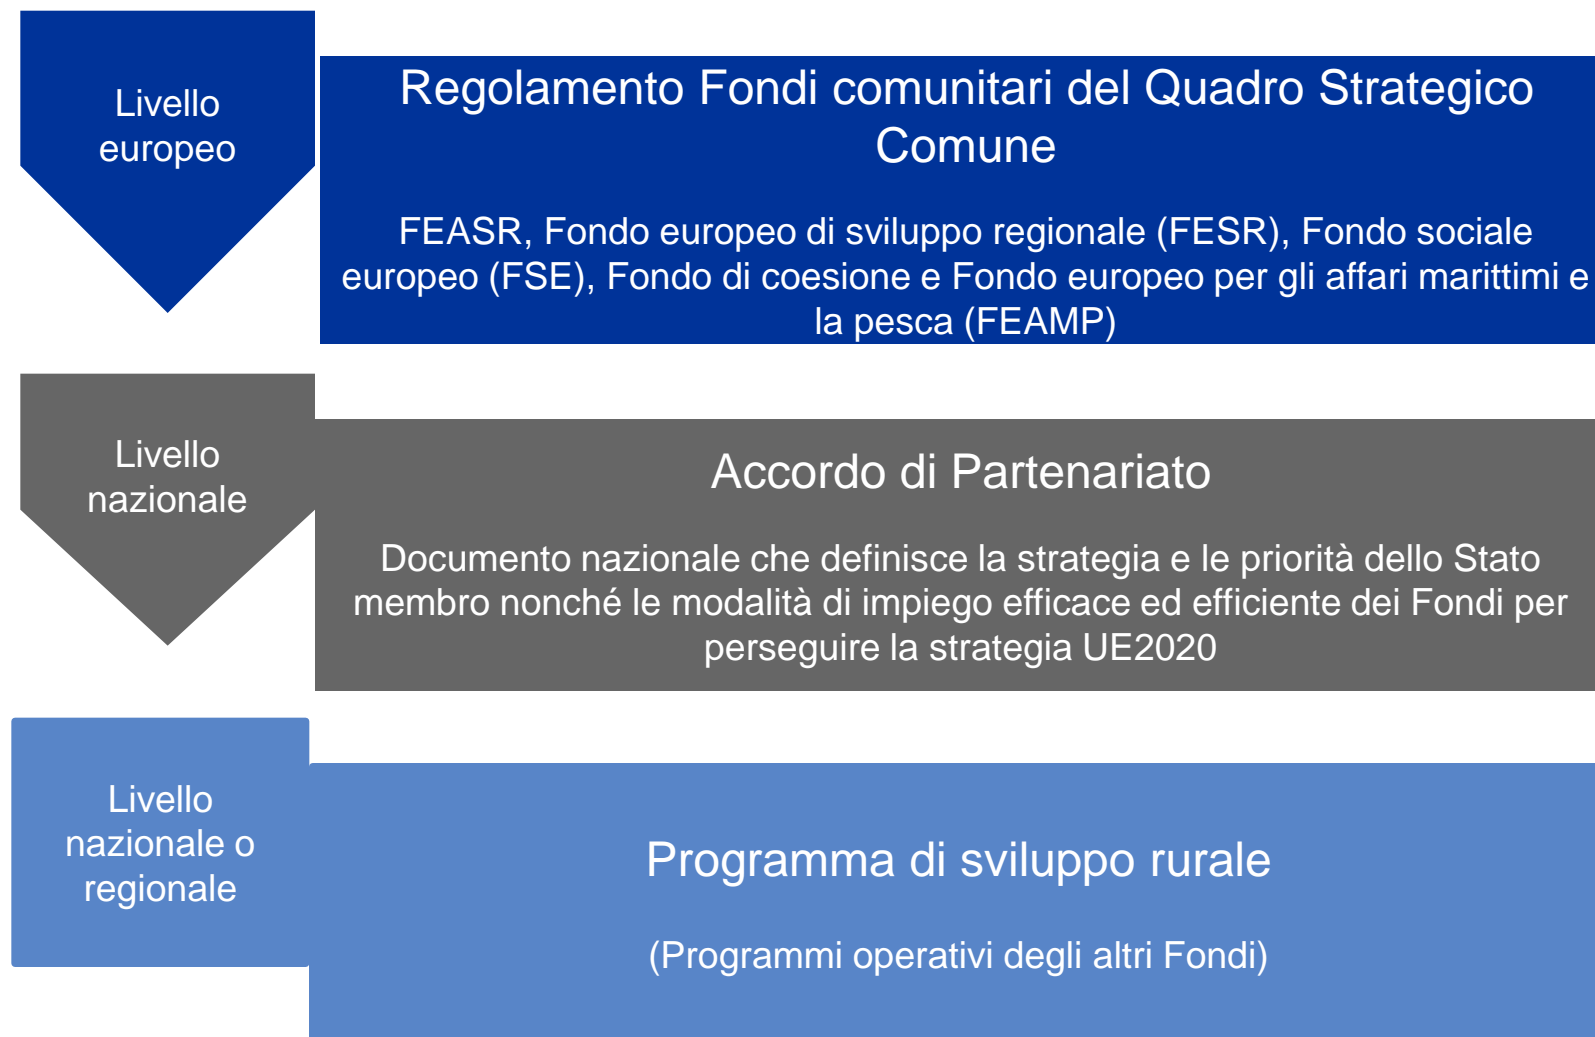 Livello
europeo
Regolamento Fondi comunitari del Quadro Strategico
Comune
FEASR, Fondo europeo di sviluppo regionale (FESR), Fondo sociale
europeo (FSE), Fondo di coesione e Fondo europeo per gli affari marittimi e
la pesca (FEAMP)
Livello
nazionale
Accordo di Partenariato
Documento nazionale che definisce la strategia e le priorità dello Stato
membro nonché le modalità di impiego efficace ed efficiente dei Fondi per
perseguire la strategia UE2020
Livello
nazionale o
regionale
Programma di sviluppo rurale
(Programmi operativi degli altri Fondi)